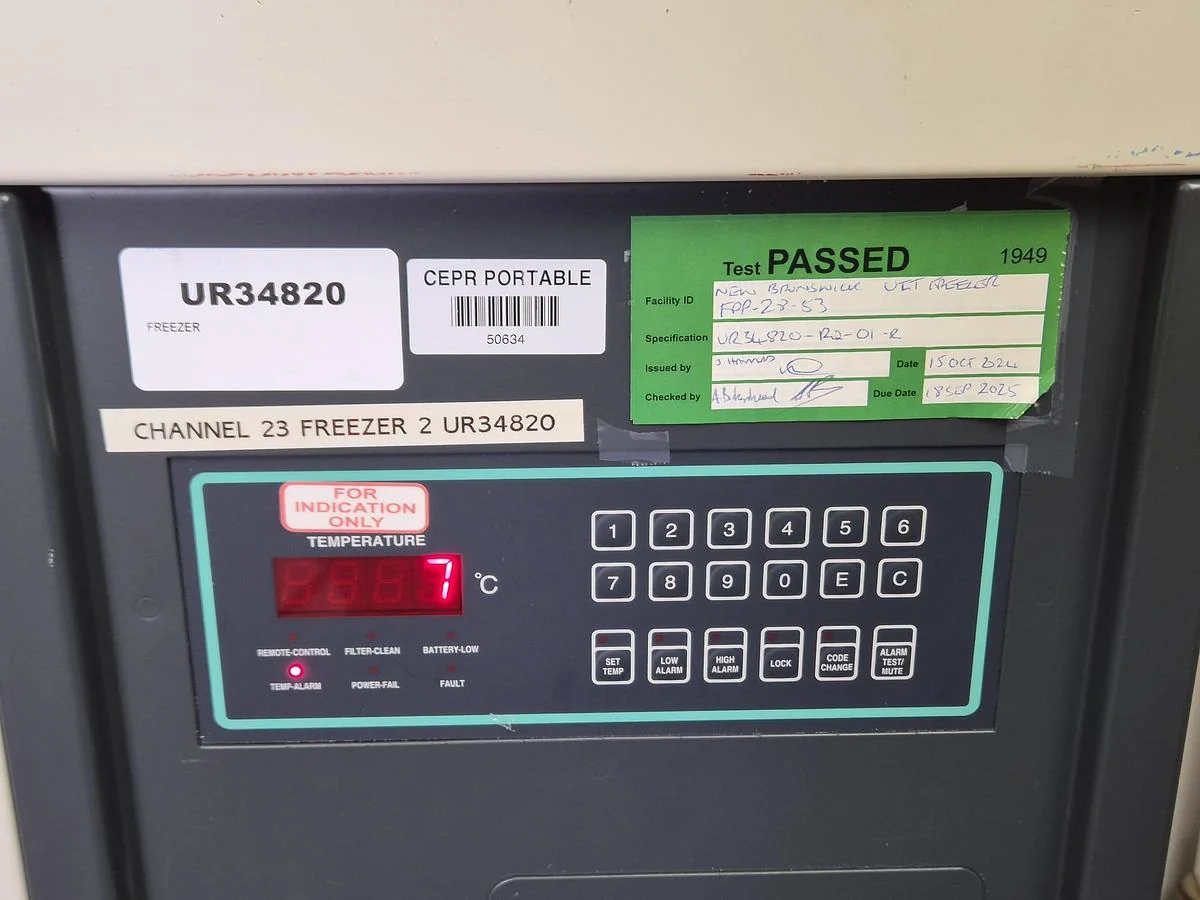 UR34820
FREEZER
CEPR PORTABLE
50634
CHANNEL 23 FREEZER 2 UR34820
Test PASSED 1949
Facility ID NEW BRUNSWICK
FPP-28-53
Specification UR34820-R2-01-R
Issued by
Date 15 OCT 2024
Checked by
Due Date 18 SEP 2025
FOR
INDICATION
ONLY
TEMPERATURE
7 °C
REMOTE-CONTROL FILTER-CLEAN BATTERY-LOW
TEMP-ALARM POWER-FAIL FAULT
1 2 3 4 5 6
7 8 9 0 E C
SET
TEMP
LOW
ALARM
HIGH
ALARM
LOCK
CODE
CHANGE
ALARM
TEST/
MUTE